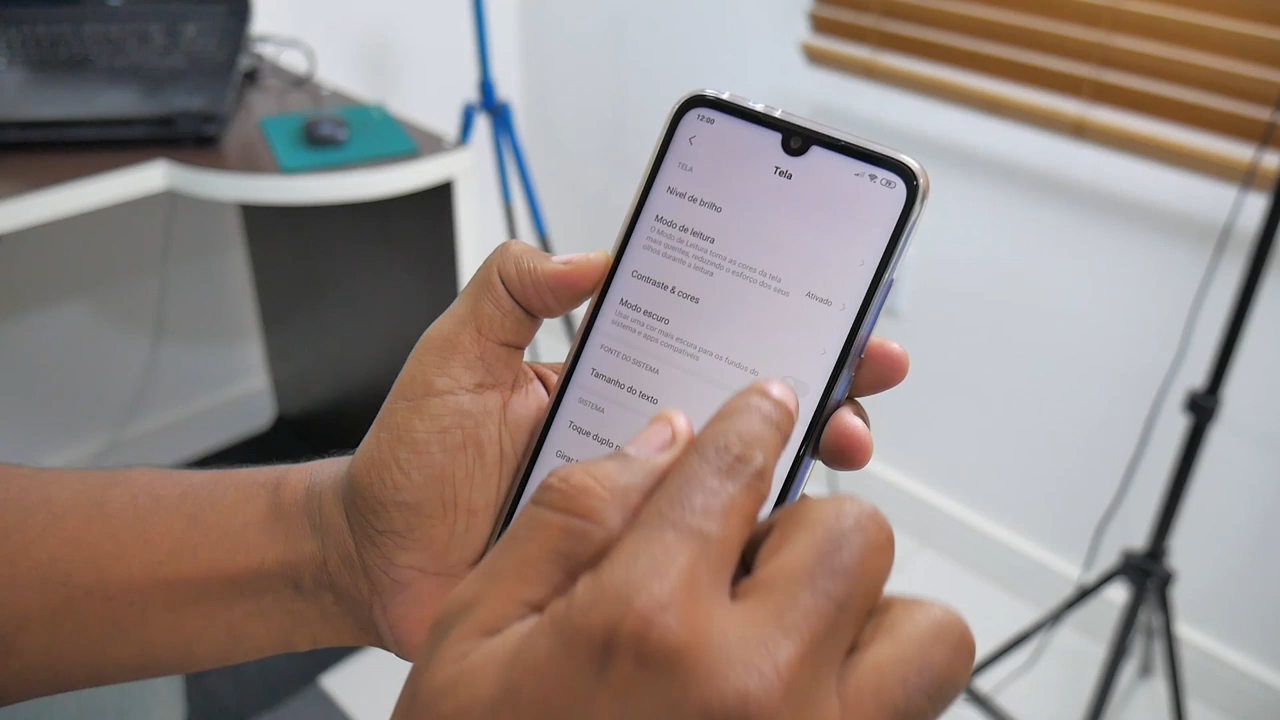 12:00
Tela
TELA
Nível de brilho
Modo de leitura
O Modo de Leitura torna as cores da tela
mais quentes, reduzindo o esforço dos seus
olhos durante a leitura
Ativado
Contraste & cores
Modo escuro
Usar uma cor mais escura para os fundos do
sistema e apps compatíveis
FONTE DO SISTEMA
Tamanho do texto
SISTEMA
Toque duplo
Girar